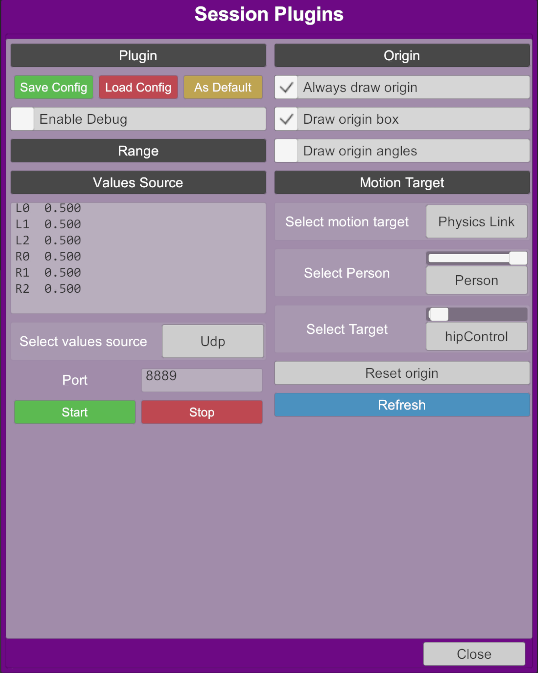 Session Plugins
Plugin
Save Config Load Config As Default
Enable Debug
Range
Values Source
L0 0.500
L1 0.500
L2 0.500
R0 0.500
R1 0.500
R2 0.500
Select values source Udp
Port 8889
Start Stop
Origin
Always draw origin
Draw origin box
Draw origin angles
Motion Target
Select motion target Physics Link
Select Person Person
Select Target hipControl
Reset origin
Refresh
Close